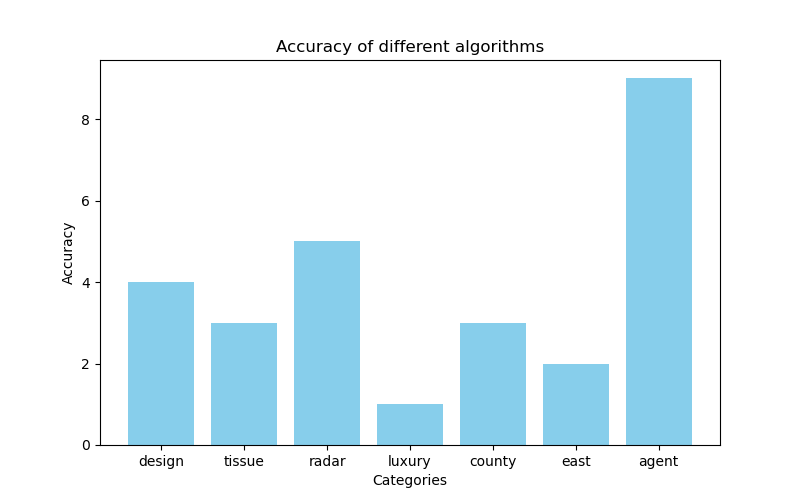 Accuracy of different algorithms
Accuracy
8
6
4
2
0
design tissue radar luxury county east agent
Categories